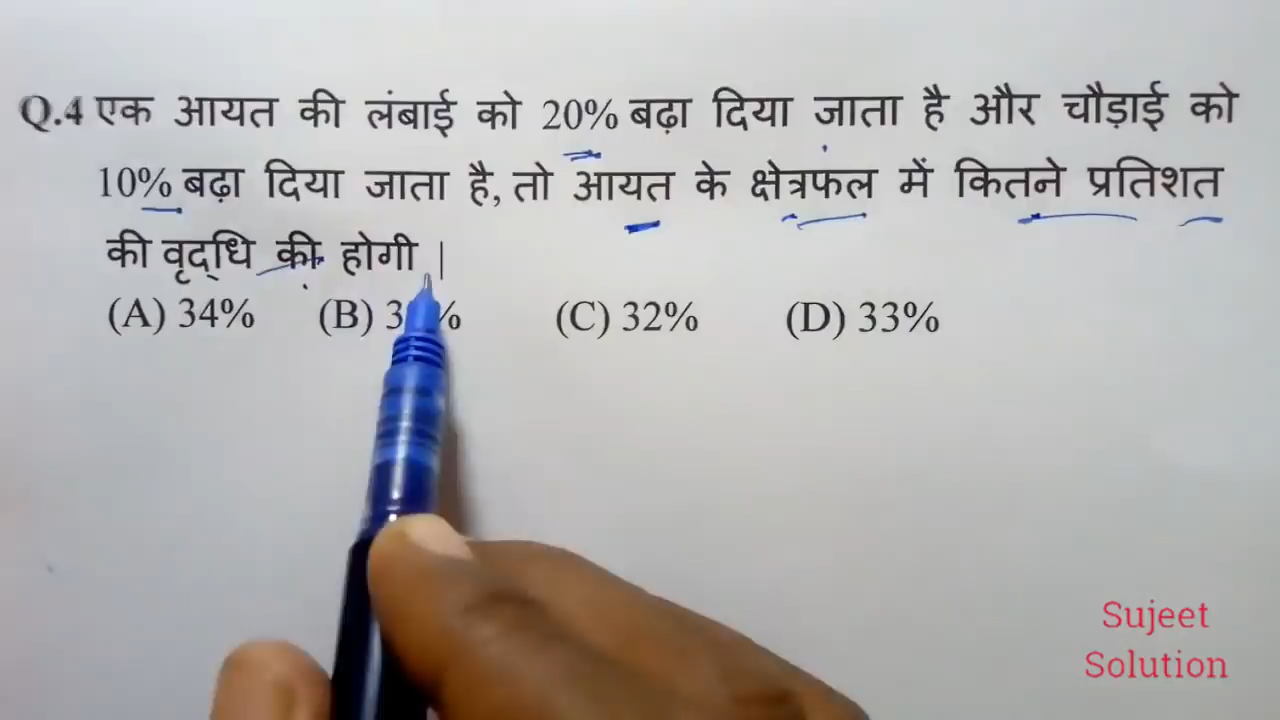 Q.4 एक आयत की लंबाई को 20% बढ़ा दिया जाता है और चौड़ाई को
10% बढ़ा दिया जाता है, तो आयत के क्षेत्रफल में कितने प्रतिशत
की वृद्धि की होगी |
(A) 34% (B) (C) 32% (D) 33%
Sujeet
Solution